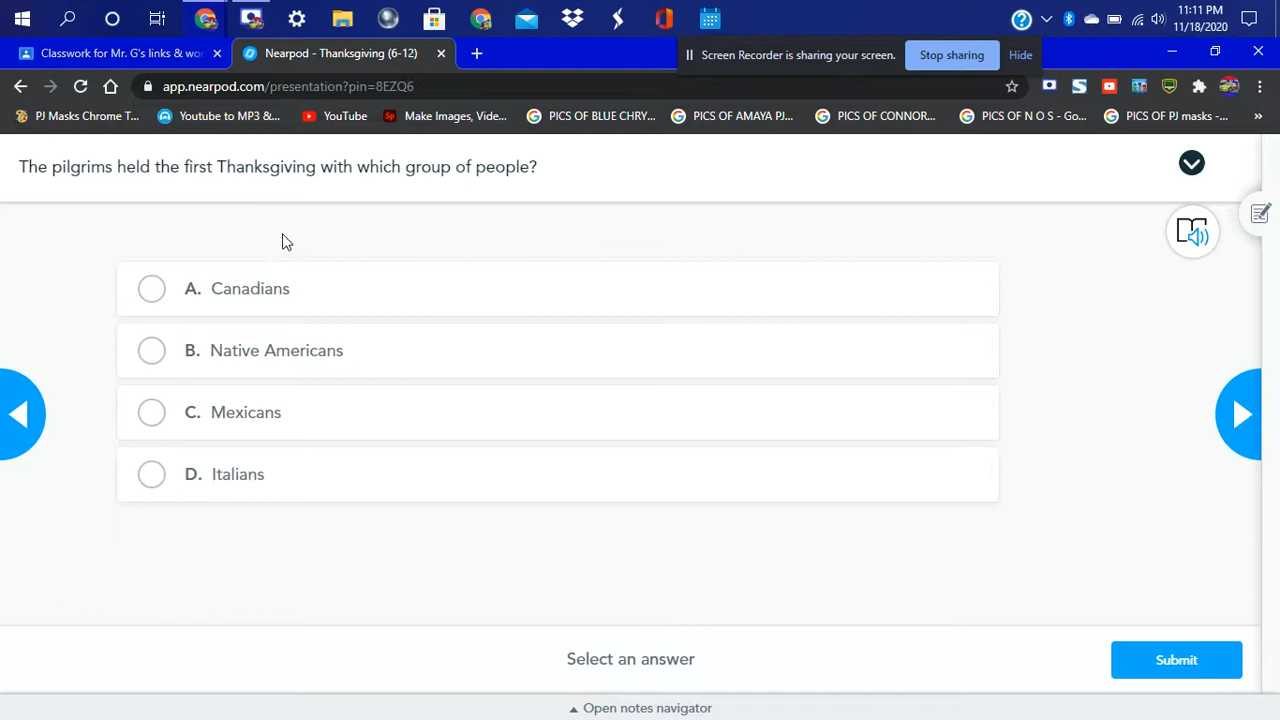 11:11 PM
11/18/2020
Classwork for Mr. G's links & wo
Nearpod - Thanksgiving (6-12)
Screen Recorder is sharing your screen.
Stop sharing
Hide
app.nearpod.com/presentation?pin=8EZQ6
PJ Masks Chrome T...
Youtube to MP3 &...
YouTube
Sp
Make Images, Vide...
PICS OF BLUE CHRY...
PICS OF AMAYA PJ...
PICS OF CONNOR...
PICS OF N O S - Go...
PICS OF PJ masks -...
The pilgrims held the first Thanksgiving with which group of people?
A. Canadians
B. Native Americans
C. Mexicans
D. Italians
Select an answer
Submit
Open notes navigator